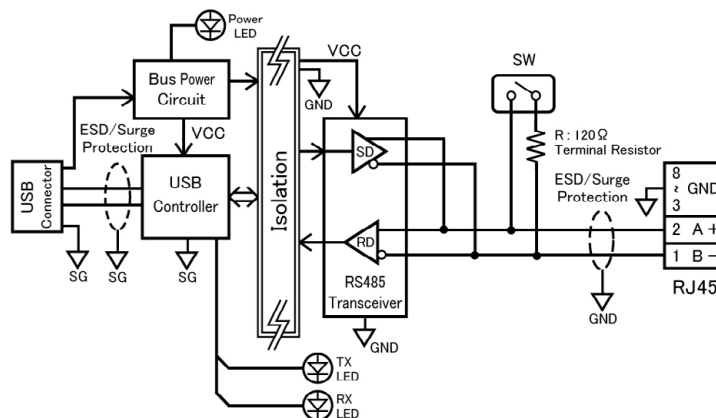 Power
LED
Bus Power
Circuit
VCC
ESD/Surge
Protection
USB
Connector
USB
Controller
SG
SG
SG
Isolation
VCC
GND
SD
RD
RS485
Transceiver
GND
TX
LED
RX
LED
SW
R : 120Ω
Terminal Resistor
ESD/Surge
Protection
GND
8
~
3
GND
2 A+
1 B-
RJ45